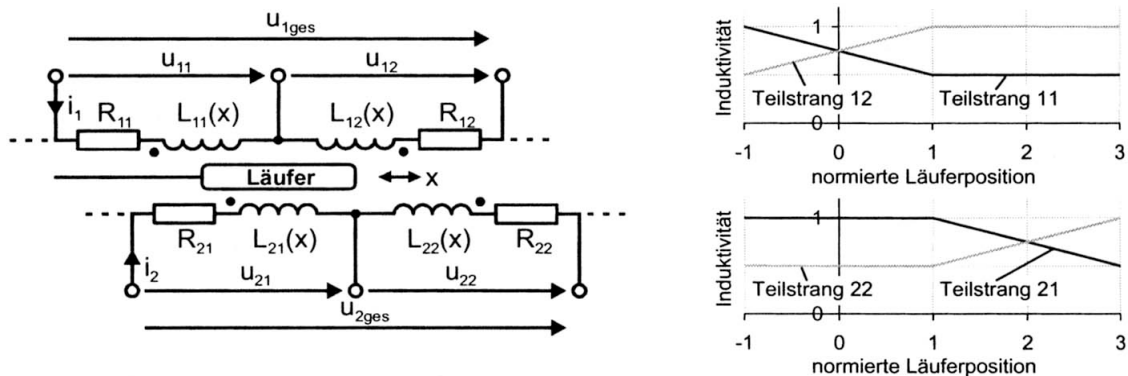 u1ges
u11
u12
i1
R11
L11(x)
L12(x)
R12
Läufer
x
R21
L21(x)
L22(x)
R22
i2
u21
u22
u2ges
Induktivität
1
Teilstrang 12
Teilstrang 11
0
-1 0 1 2 3
normierte Läuferposition
Induktivität
1
Teilstrang 22
Teilstrang 21
0
-1 0 1 2 3
normierte Läuferposition